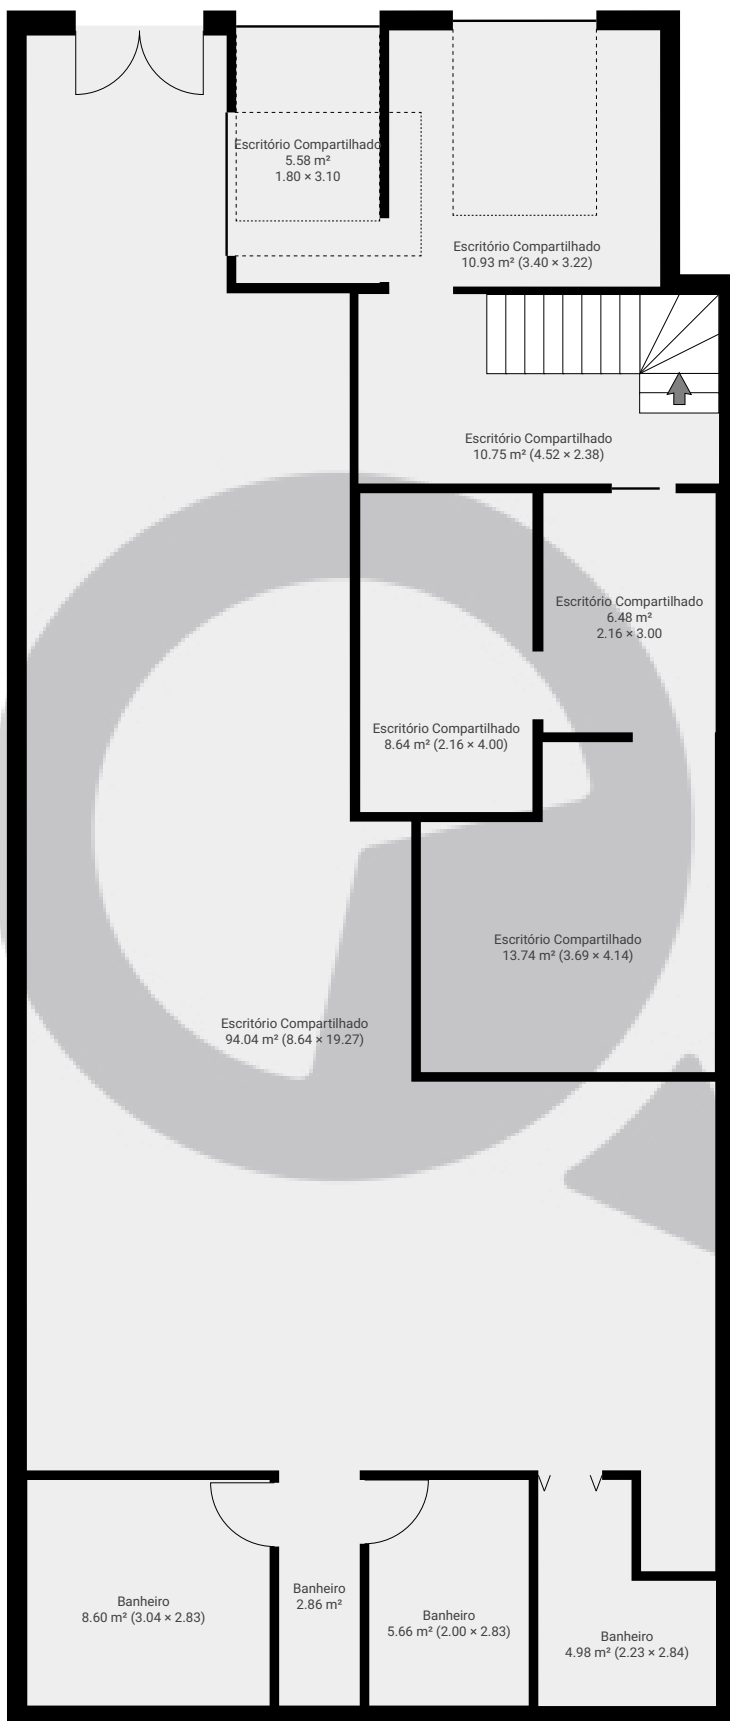 Escritório Compartilhado
5.58 m²
1.80 × 3.10
Escritório Compartilhado
10.93 m² (3.40 × 3.22)
Escritório Compartilhado
10.75 m² (4.52 × 2.38)
Escritório Compartilhado
6.48 m²
2.16 × 3.00
Escritório Compartilhado
8.64 m² (2.16 × 4.00)
Escritório Compartilhado
13.74 m² (3.69 × 4.14)
Escritório Compartilhado
94.04 m² (8.64 × 19.27)
Banheiro
8.60 m² (3.04 × 2.83)
Banheiro
2.86 m²
Banheiro
5.66 m² (2.00 × 2.83)
Banheiro
4.98 m² (2.23 × 2.84)